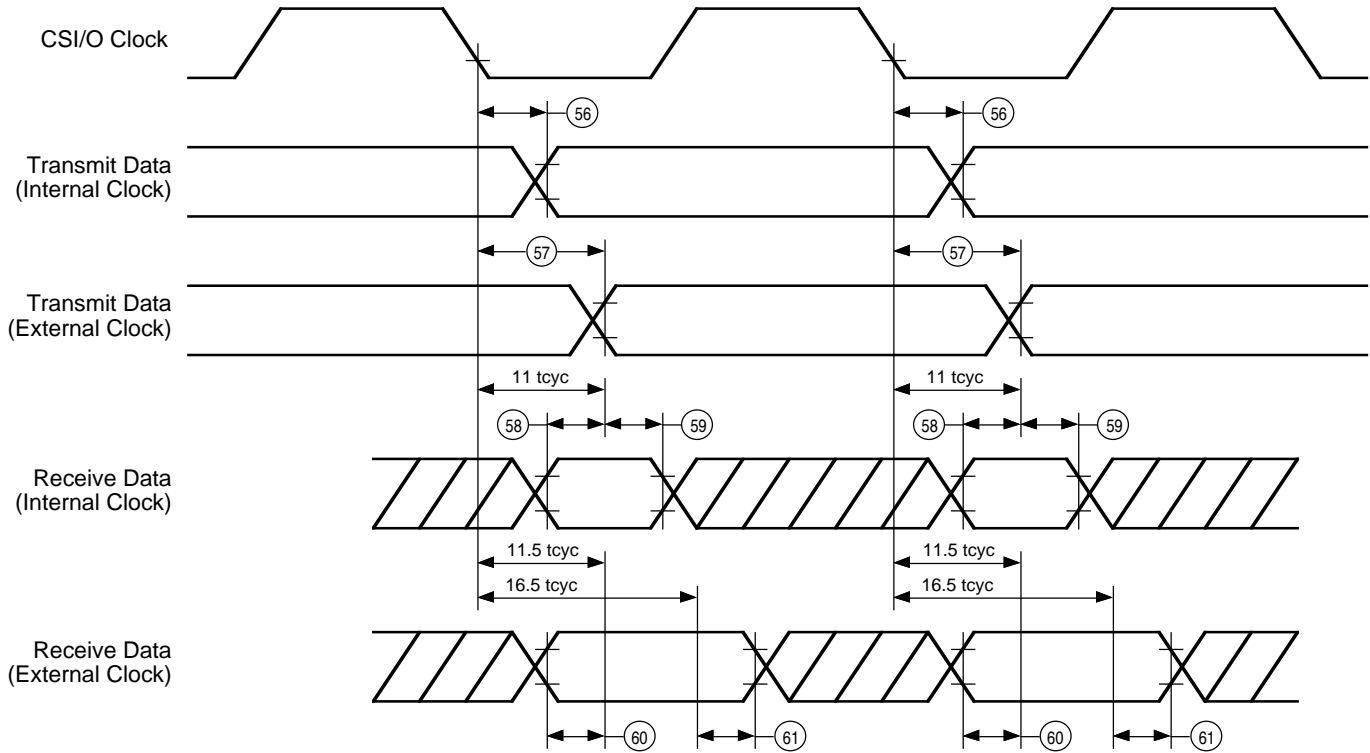 CSI/O Clock
56
56
Transmit Data
(Internal Clock)
57
57
Transmit Data
(External Clock)
11 tcyc
11 tcyc
58
59
58
59
Receive Data
(Internal Clock)
11.5 tcyc
11.5 tcyc
16.5 tcyc
16.5 tcyc
Receive Data
(External Clock)
60
61
60
61